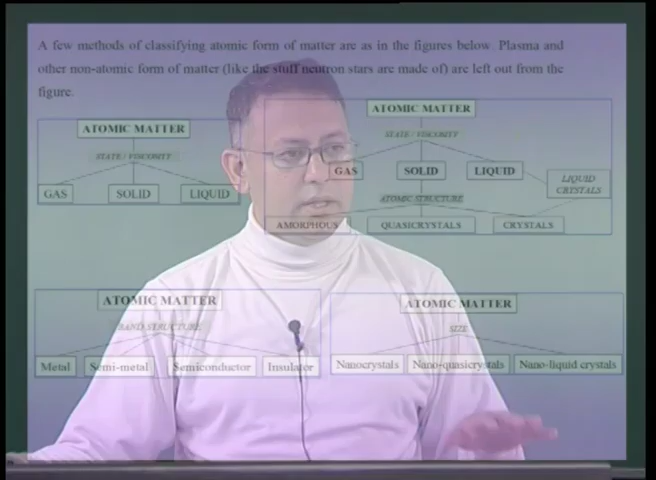 A few methods of classifying atomic form of matter are as in the figures below. Plasma and
other non-atomic form of matter (like the stuff neutron stars are made of) are left out from the
figure.
ATOMIC MATTER
STATE / VISCOSITY
GAS SOLID LIQUID
ATOMIC MATTER
STATE / VISCOSITY
GAS SOLID LIQUID
LIQUID
CRYSTALS
ATOMIC STRUCTURE
AMORPHOUS QUASICRYSTALS CRYSTALS
ATOMIC MATTER
BAND STRUCTURE
Metal Semi-metal Semiconductor Insulator
ATOMIC MATTER
SIZE
Nanocrystals Nano-quasicrystals Nano-liquid crystals